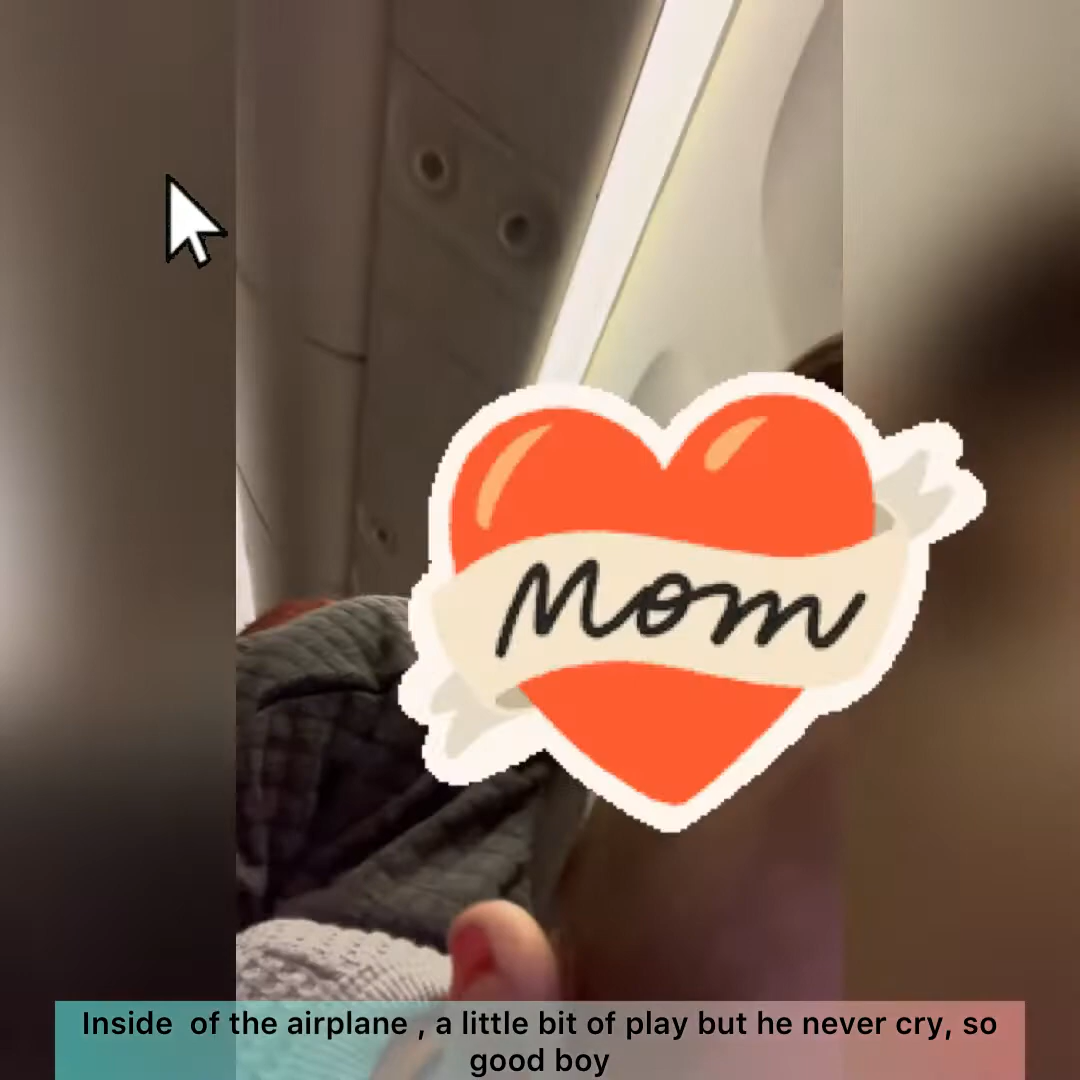 Mom
Inside  of the airplane , a little bit of play but he never cry, so
good boy